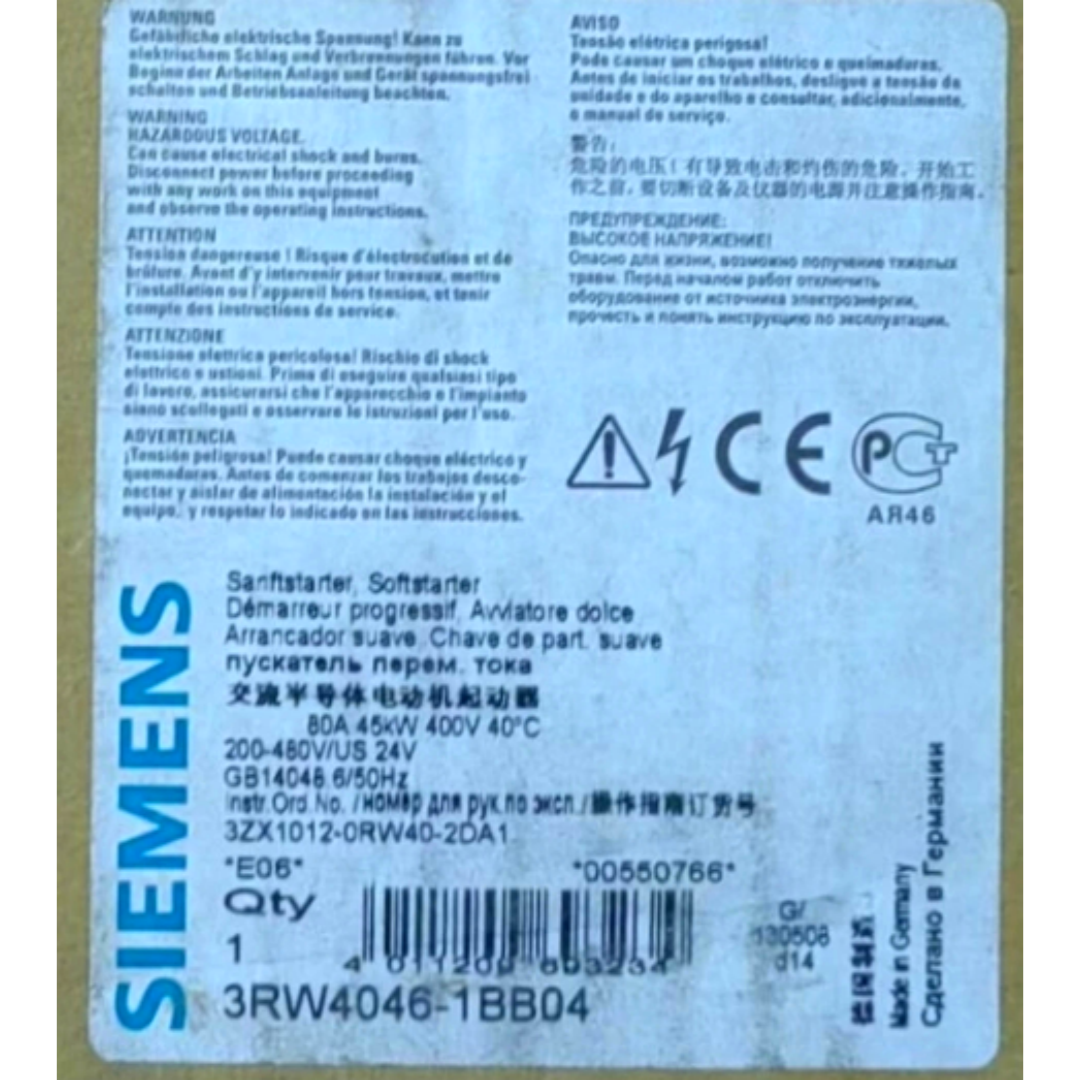 WARNUNG
Gefährliche elektrische Spannung! Kann zu
elektrischem Schlag und Verbrennungen führen. Vor
Beginn der Arbeiten Anlage und Gerät spannungsfrei
schalten und Betriebsanleitung beachten.
WARNING
HAZARDOUS VOLTAGE.
Can cause electrical shock and burns.
Disconnect power before proceeding
with any work on this equipment
and observe the operating instructions.
ATTENTION
Tension dangereuse ! Risque d'électrocution et de
brûlure. Avant d'y intervenir pour travaux, mettre
l'installation ou l'appareil hors tension, et tenir
compte des instructions de service.
ATTENZIONE
Tensione elettrica pericolosa! Rischio di shock
elettrico e ustioni. Prima di eseguire qualsiasi tipo
di lavoro, assicurarsi che l'apparecchio e l'impianto
siano scollegati e osservare le istruzioni per l'uso.
ADVERTENCIA
¡Tensión peligrosa! Puede causar choque eléctrico y
quemaduras. Antes de comenzar los trabajos desco-
nectar y aislar de alimentación la instalación y el
equipo, y respetar lo indicado en las instrucciones.
AVISO
Tensão elétrica perigosa!
Pode causar um choque elétrico e queimaduras.
Antes de iniciar os trabalhos, desligue a tensão da
unidade e do aparelho e consultar, adicionalmente,
o manual de serviço.
警告:
危险的电压!有导致电击和灼伤的危险。开始工
作之前,要切断设备及仪器的电源并注意操作指南。
ПРЕДУПРЕЖДЕНИЕ:
ВЫСОКОЕ НАПРЯЖЕНИЕ!
Опасно для жизни, возможно получение тяжелых
травм. Перед началом работ отключить
оборудование от источника электроэнергии,
прочесть и понять инструкцию по эксплуатации.
CE
РСт
АЯ46
SIEMENS
Sanftstarter, Softstarter
Démarreur progressif, Avviatore dolce
Arrancador suave, Chave de part. suave
пускатель перем. тока
交流半导体电动机起动器
80A 45kW 400V 40°C
200-480V/US 24V
GB14048.6/50Hz
Instr.Ord.No. /номер для рук.по эксп./操作指南订货号
3ZX1012-0RW40-2DA1
*E06* *00550766*
Qty
1
3RW4046-1BB04
G/
130508
d14
德国制造
Made in Germany
Сделано в Германии